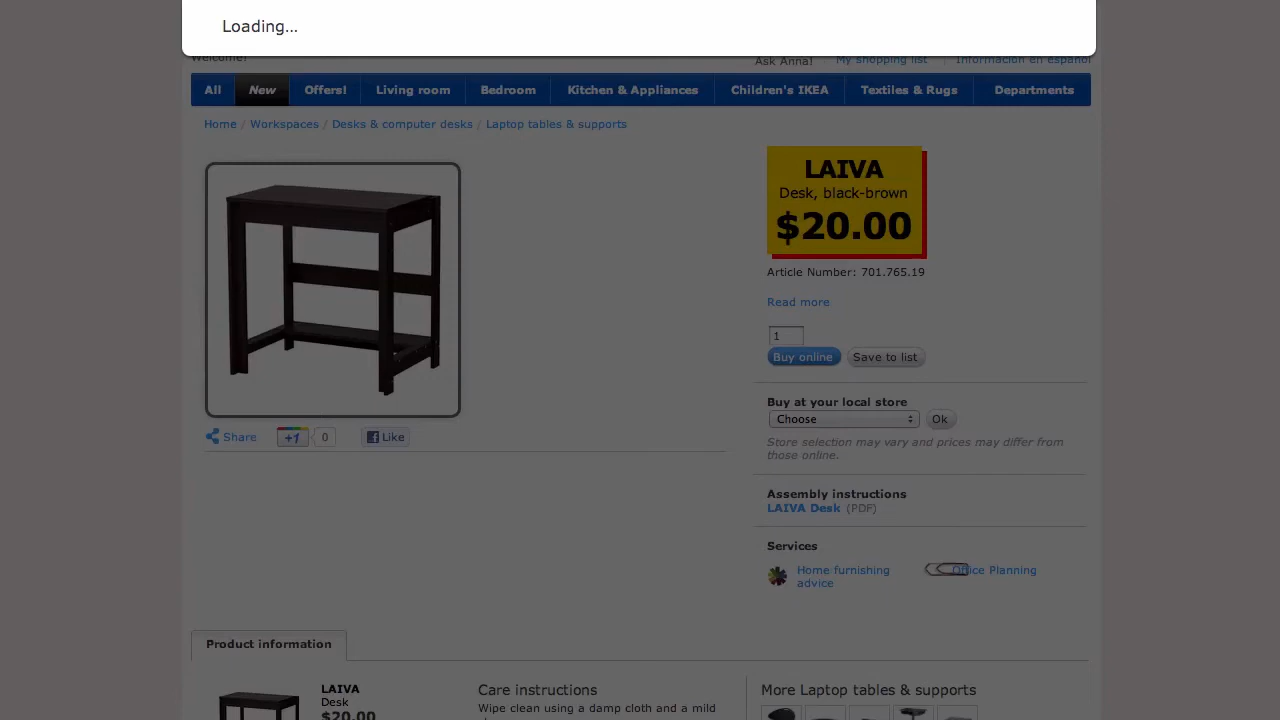 Loading...
Welcome!
Ask Anna!
My shopping list
Información en español
All
New
Offers!
Living room
Bedroom
Kitchen & Appliances
Children's IKEA
Textiles & Rugs
Departments
Home / Workspaces / Desks & computer desks / Laptop tables & supports
LAIVA
Desk, black-brown
$20.00
Article Number: 701.765.19
Read more
1
Buy online
Save to list
Share
+1
0
Like
Buy at your local store
Choose
Ok
Store selection may vary and prices may differ from
those online.
Assembly instructions
LAIVA Desk (PDF)
Services
Home furnishing
advice
Office Planning
Product information
LAIVA
Desk
$20.00
Care instructions
Wipe clean using a damp cloth and a mild
More Laptop tables & supports